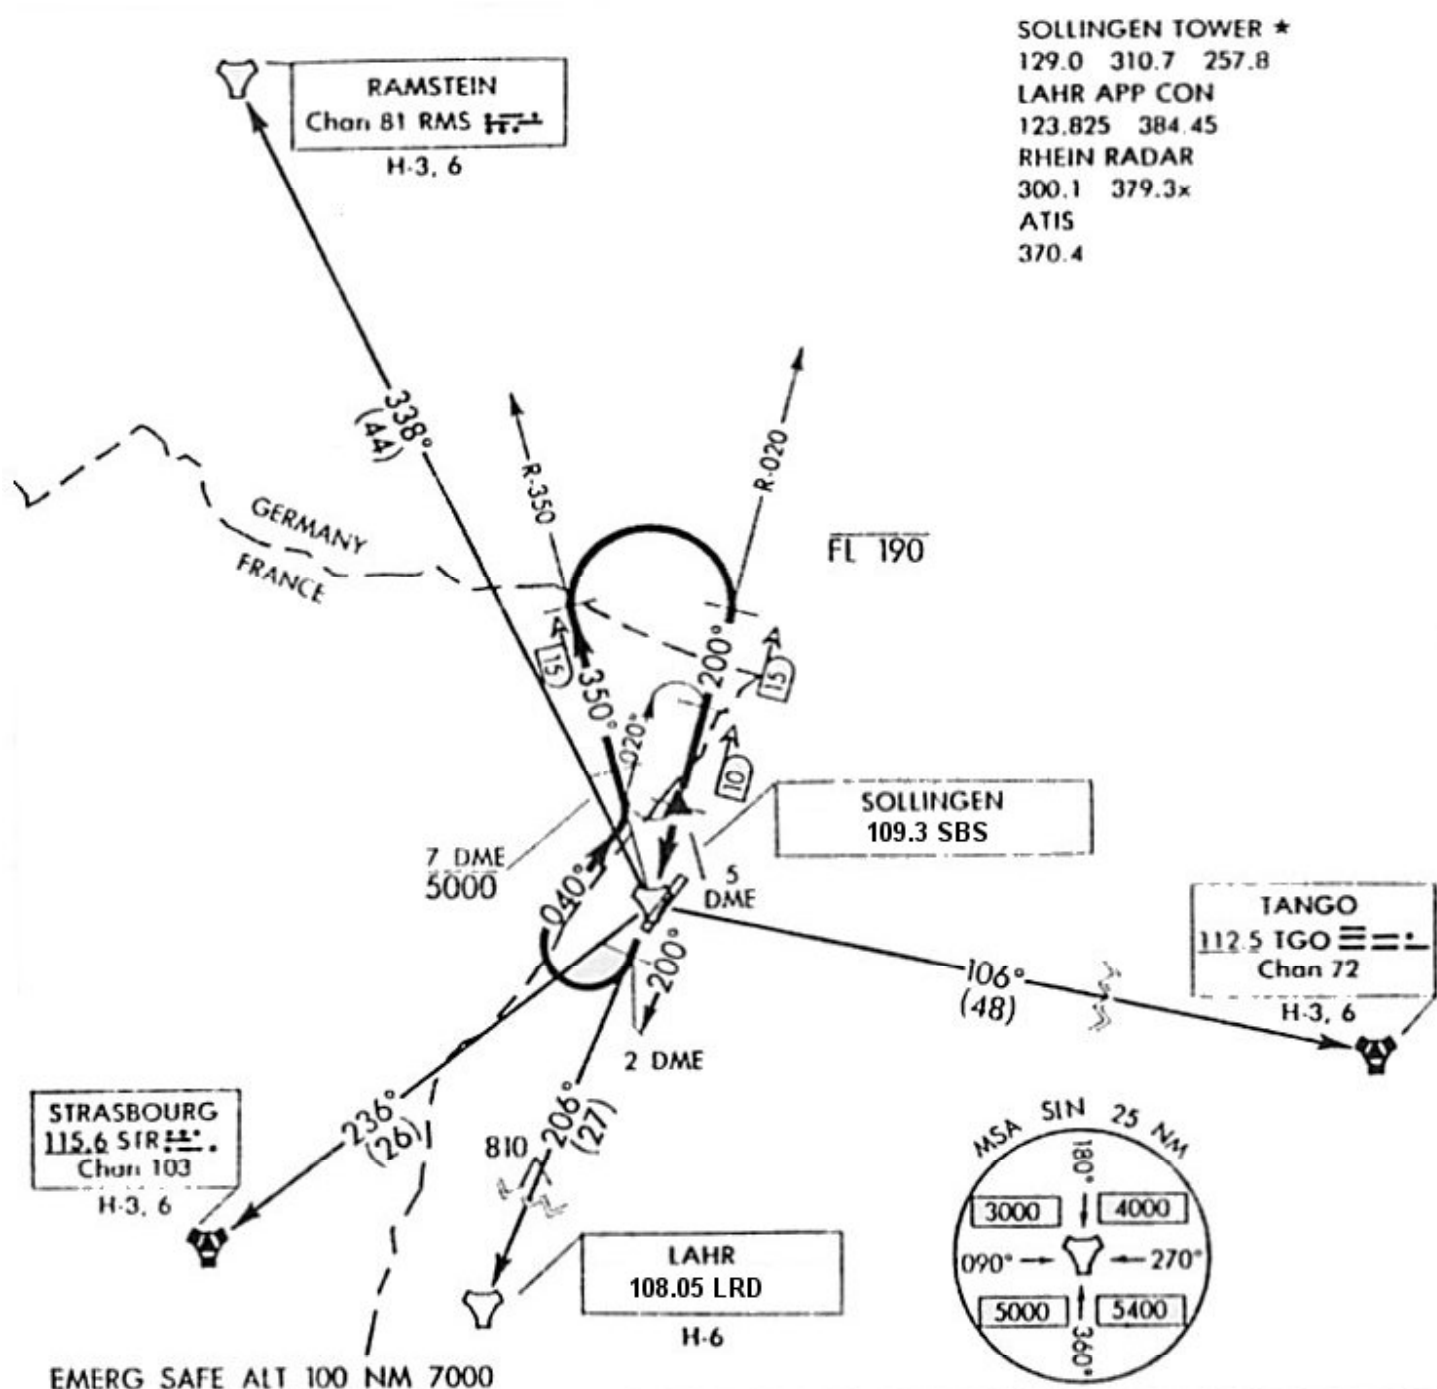 SOLLINGEN TOWER ★
129.0 310.7 257.8
LAHR APP CON
123.825 384.45
RHEIN RADAR
300.1 379.3x
ATIS
370.4
RAMSTEIN
Chan 81 RMS
H-3, 6
338°
(44)
R-350
R-020
GERMANY
FRANCE
FL 190
15
350°
200°
15
020°
10
SOLLINGEN
109.3 SBS
7 DME
5000
5
DME
040°
200°
2 DME
106°
(48)
TANGO
112.5 TGO
Chan 72
H-3, 6
STRASBOURG
115.6 STR
Chan 103
H-3, 6
236°
(26)
810
206°
(27)
LAHR
108.05 LRD
H-6
MSA SIN 25 NM
180°
3000 4000
090° 270°
5000 5400
360°
EMERG SAFE ALT 100 NM 7000